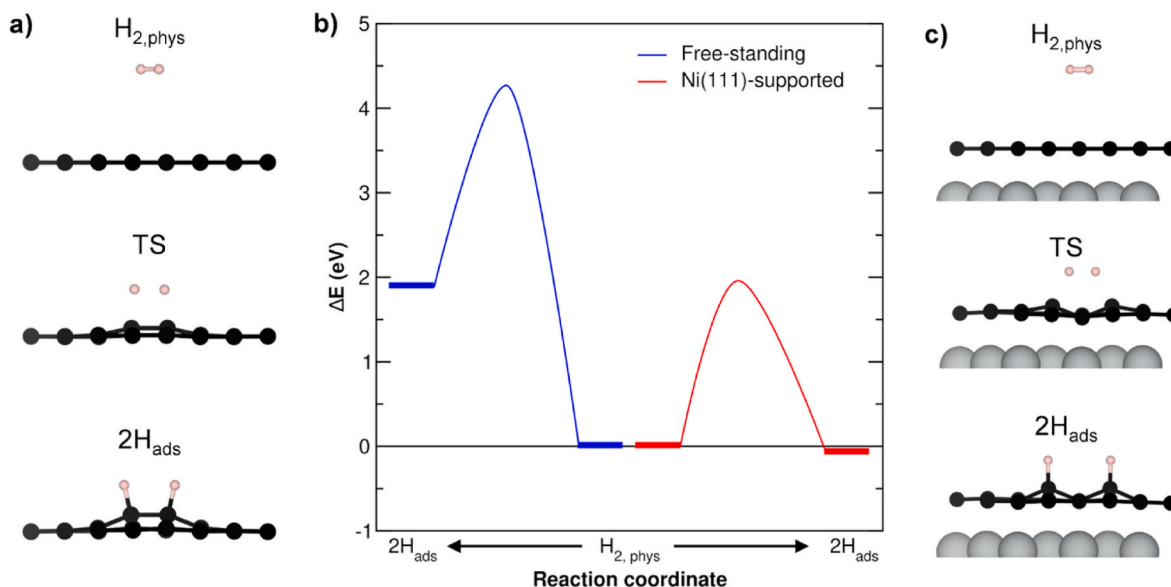 a)
H2,phys
TS
2Hads
b)
5
4
3
2
1
0
-1
ΔE (eV)
Free-standing
Ni(111)-supported
2Hads
H2, phys
2Hads
Reaction coordinate
c)
H2,phys
TS
2Hads